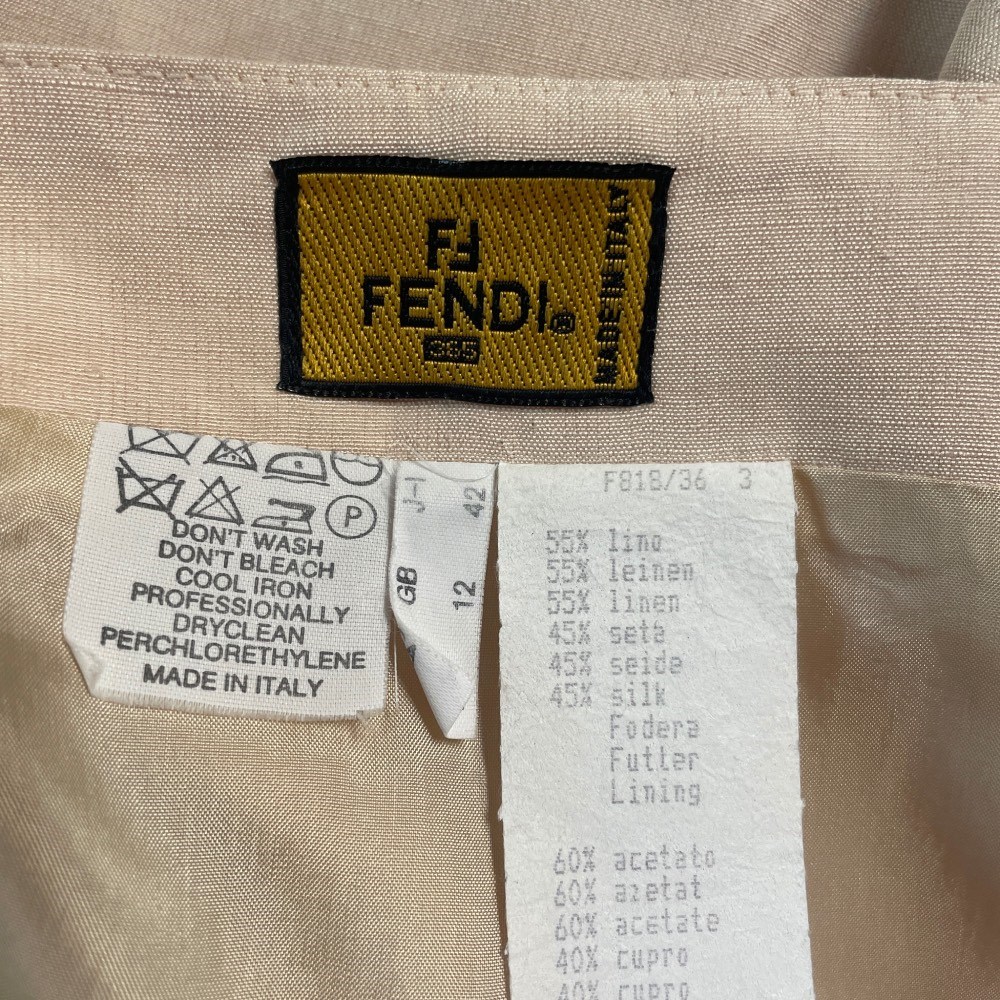 FENDI®
365
MADE IN ITALY
P
DON'T WASH
DON'T BLEACH
COOL IRON
PROFESSIONALLY
DRYCLEAN
PERCHLORETHYLENE
MADE IN ITALY
J-I 42
GB 12
F818/36 3
55% lino
55% leinen
55% linen
45% seta
45% seide
45% silk
Fodera
Futter
Lining
60% acetato
60% azetat
60% acetate
40% cupro
40% cupro